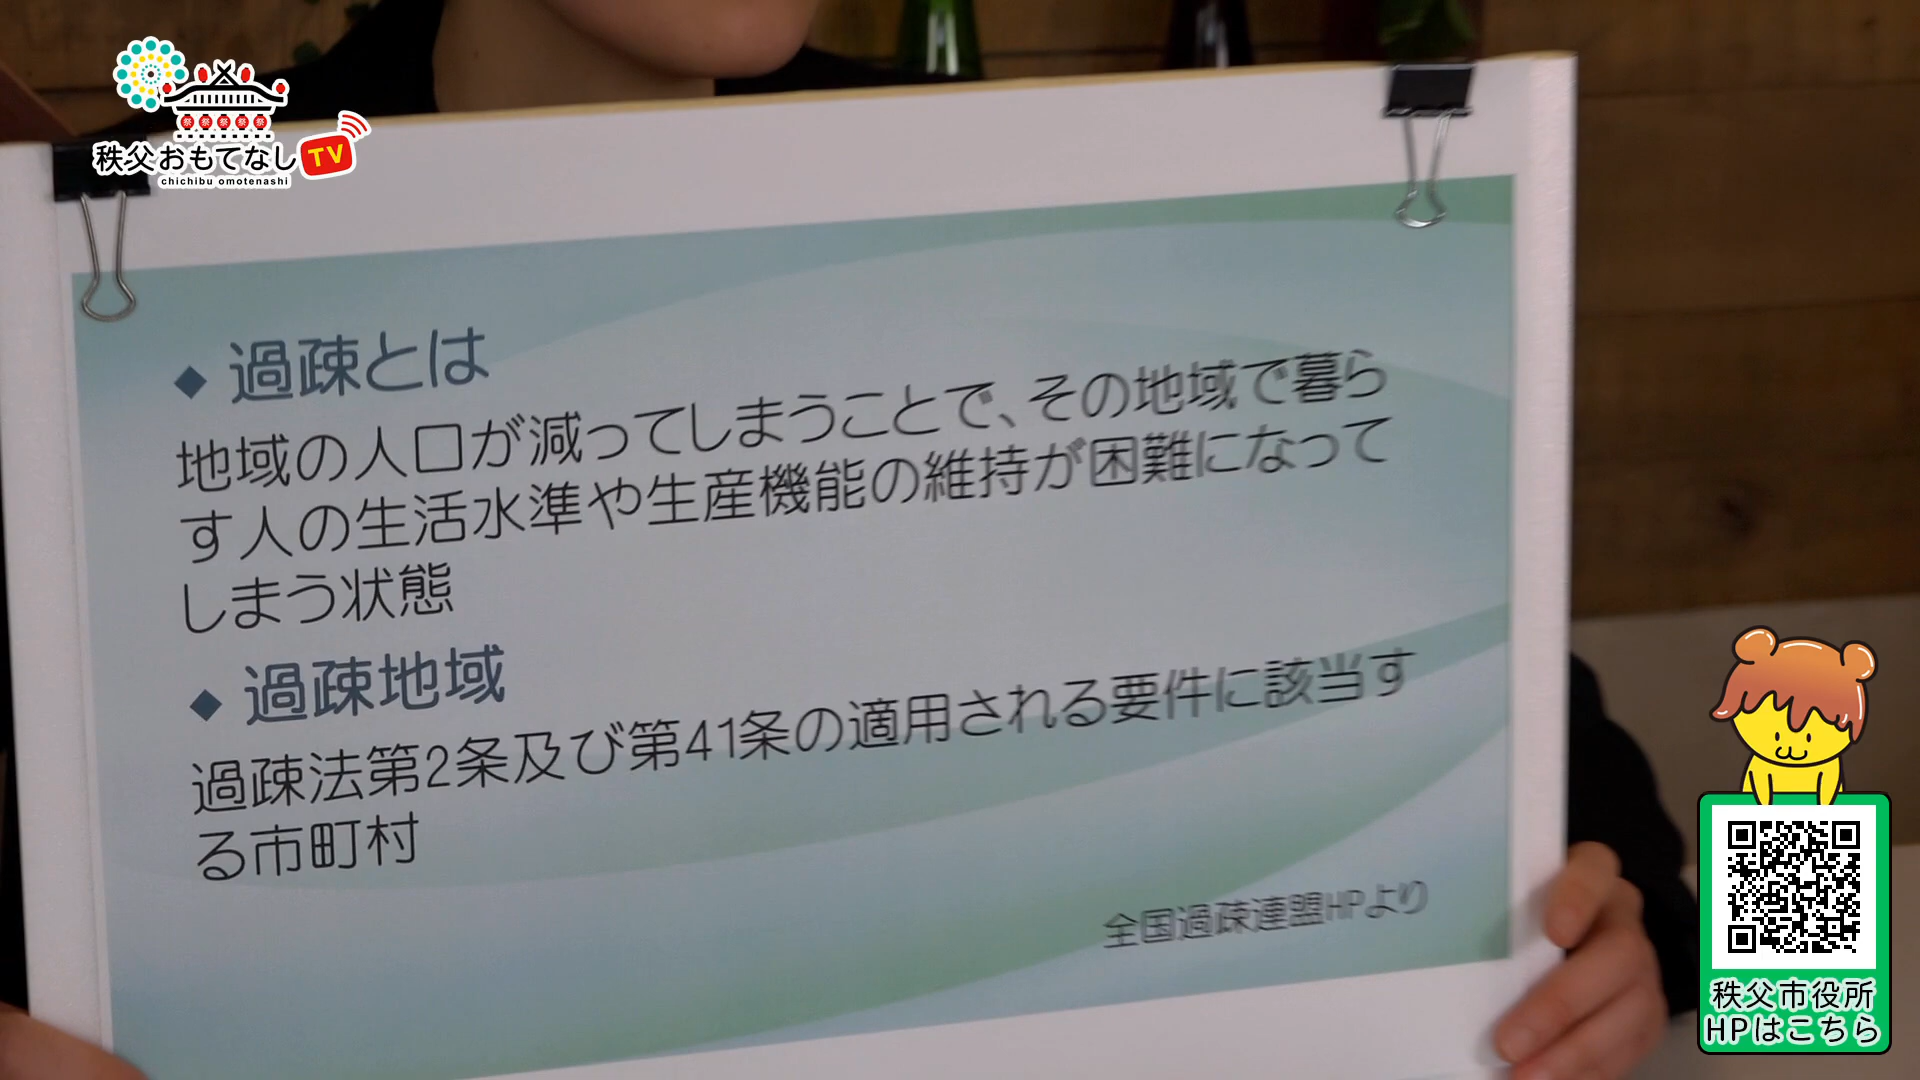 秩父おもてなしTV
chichibu omotenashi
◆ 過疎とは
地域の人口が減ってしまうことで、その地域で暮ら
す人の生活水準や生産機能の維持が困難になって
しまう状態
◆ 過疎地域
過疎法第2条及び第41条の適用される要件に該当す
る市町村
全国過疎連盟HPより
秩父市役所
HPはこちら